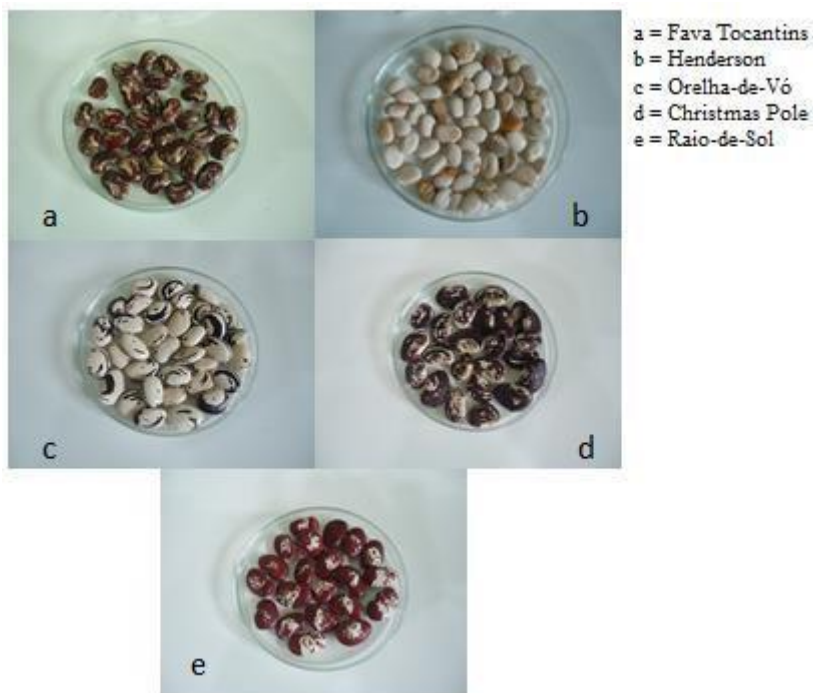 a = Fava Tocantins
b = Henderson
c = Orelha-de-Vó
d = Christmas Pole
e = Raio-de-Sol
a
b
c
d
e